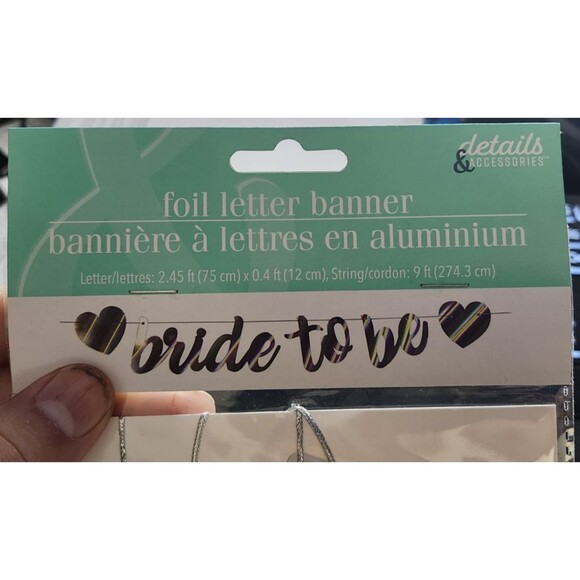 details
& ACCESSORIES™
foil letter banner
bannière à lettres en aluminium
Letter/lettres: 2.45 ft (75 cm) x 0.4 ft (12 cm), String/cordon: 9 ft (274.3 cm)
bride to be